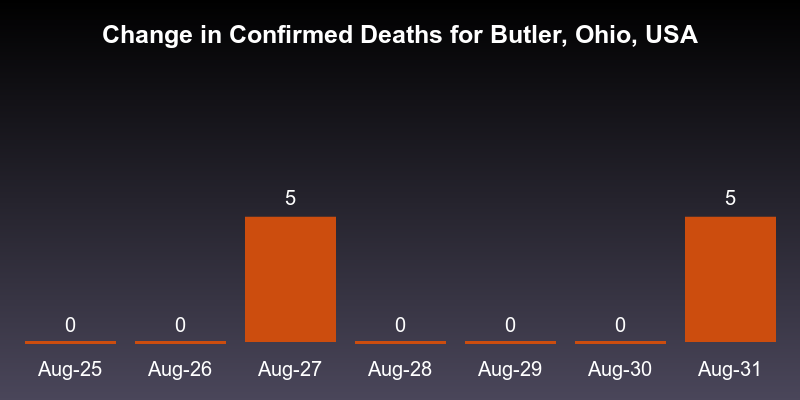 Change in Confirmed Deaths for Butler, Ohio, USA
5 5
0 0 0 0 0
Aug-25 Aug-26 Aug-27 Aug-28 Aug-29 Aug-30 Aug-31